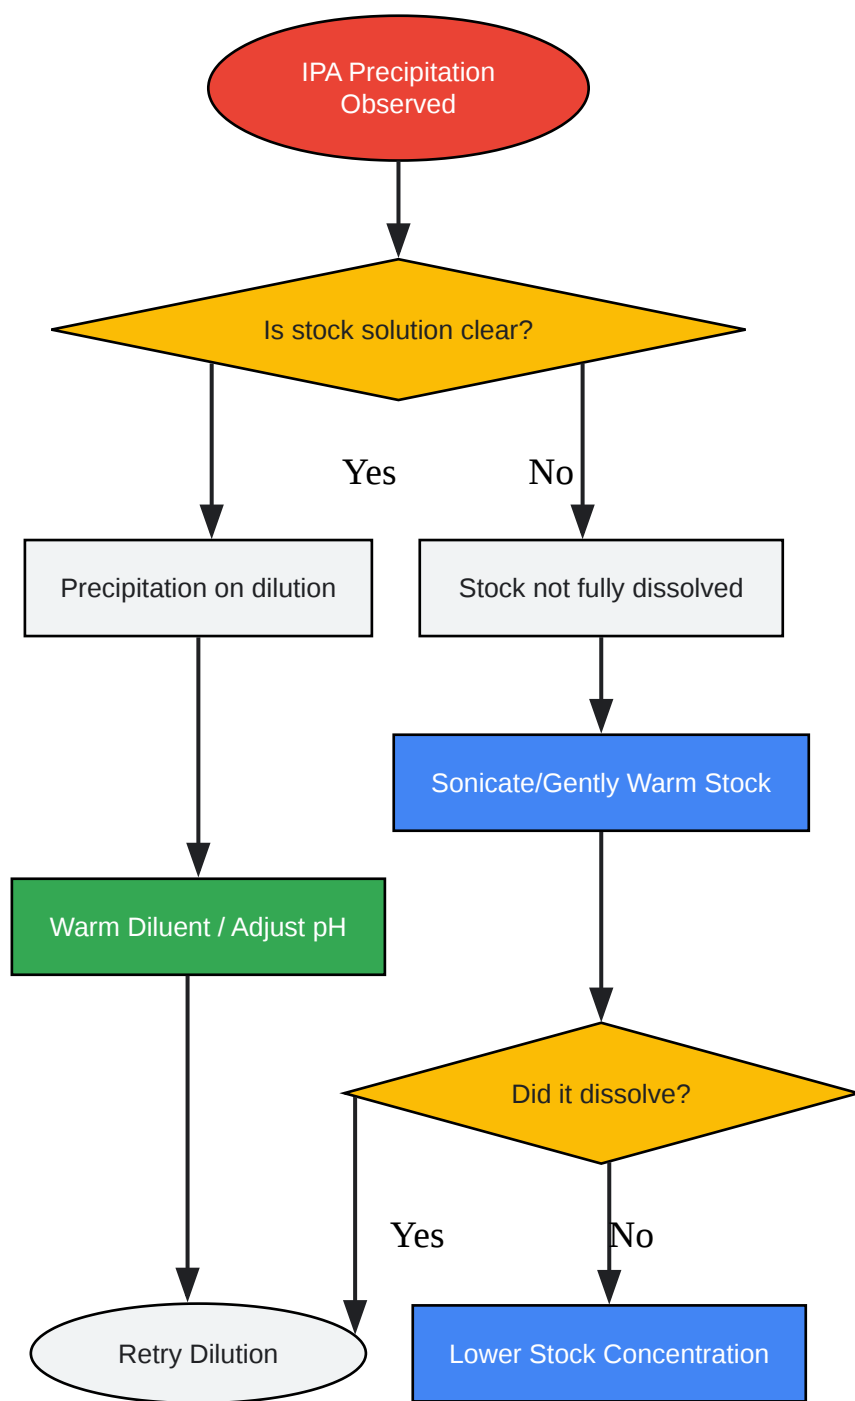 IPA Precipitation
Observed
Is stock solution clear?
Yes
No
Precipitation on dilution
Stock not fully dissolved
Sonicate/Gently Warm Stock
Warm Diluent / Adjust pH
Did it dissolve?
Yes
No
Retry Dilution
Lower Stock Concentration